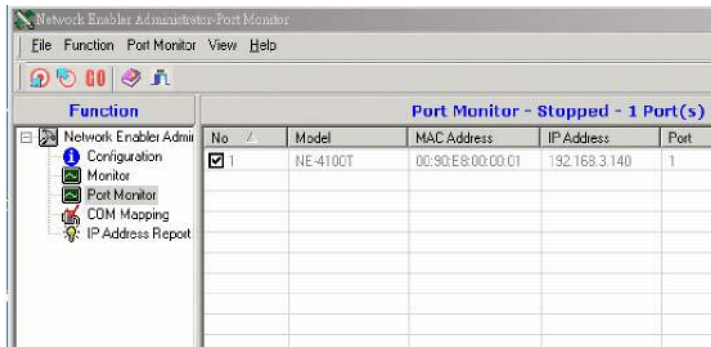 Network Enabler Administrator-Port Monitor
File Function Port Monitor View Help
GO
Function
Port Monitor - Stopped - 1 Port(s)
Network Enabler Admi
Configuration
Monitor
Port Monitor
COM Mapping
IP Address Report
No Model MAC Address IP Address Port
1 NE-4100T 00:90:E8:00:00:01 192.168.3.140 1